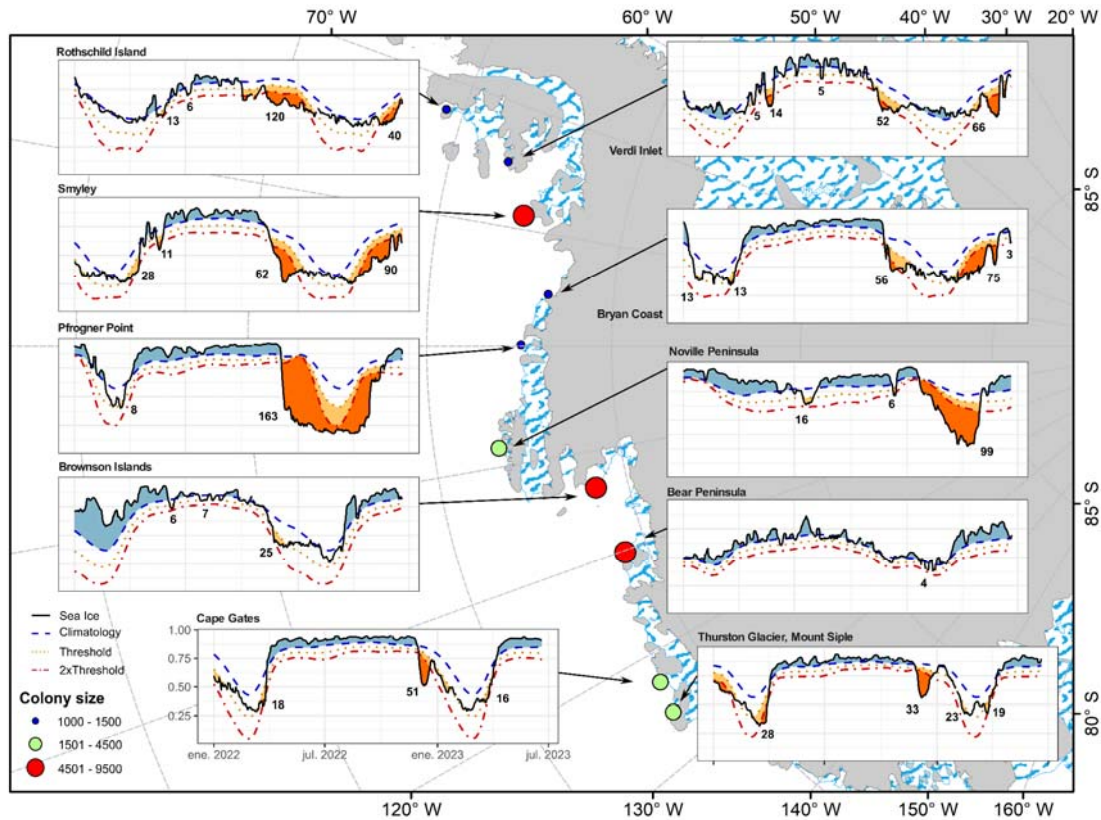 70° W
60° W
50° W
40° W
30° W
20° W
Rothschild Island
6
13
120
40
5
14
5
52
66
Verdi Inlet
85° S
Smyley
28
11
62
90
13
13
56
75
3
Bryan Coast
Pfrogner Point
8
163
Noville Peninsula
16
6
99
Brownson Islands
6
7
25
Bear Peninsula
4
85° S
Sea Ice
Climatology
Threshold
2xThreshold
Colony size
1000 - 1500
1501 - 4500
4501 - 9500
Cape Gates
1.00
0.75
0.50
0.25
18
51
16
ene. 2022
jul. 2022
ene. 2023
jul. 2023
Thurston Glacier, Mount Siple
28
33
23
19
80° S
120° W
130° W
140° W
150° W
160° W